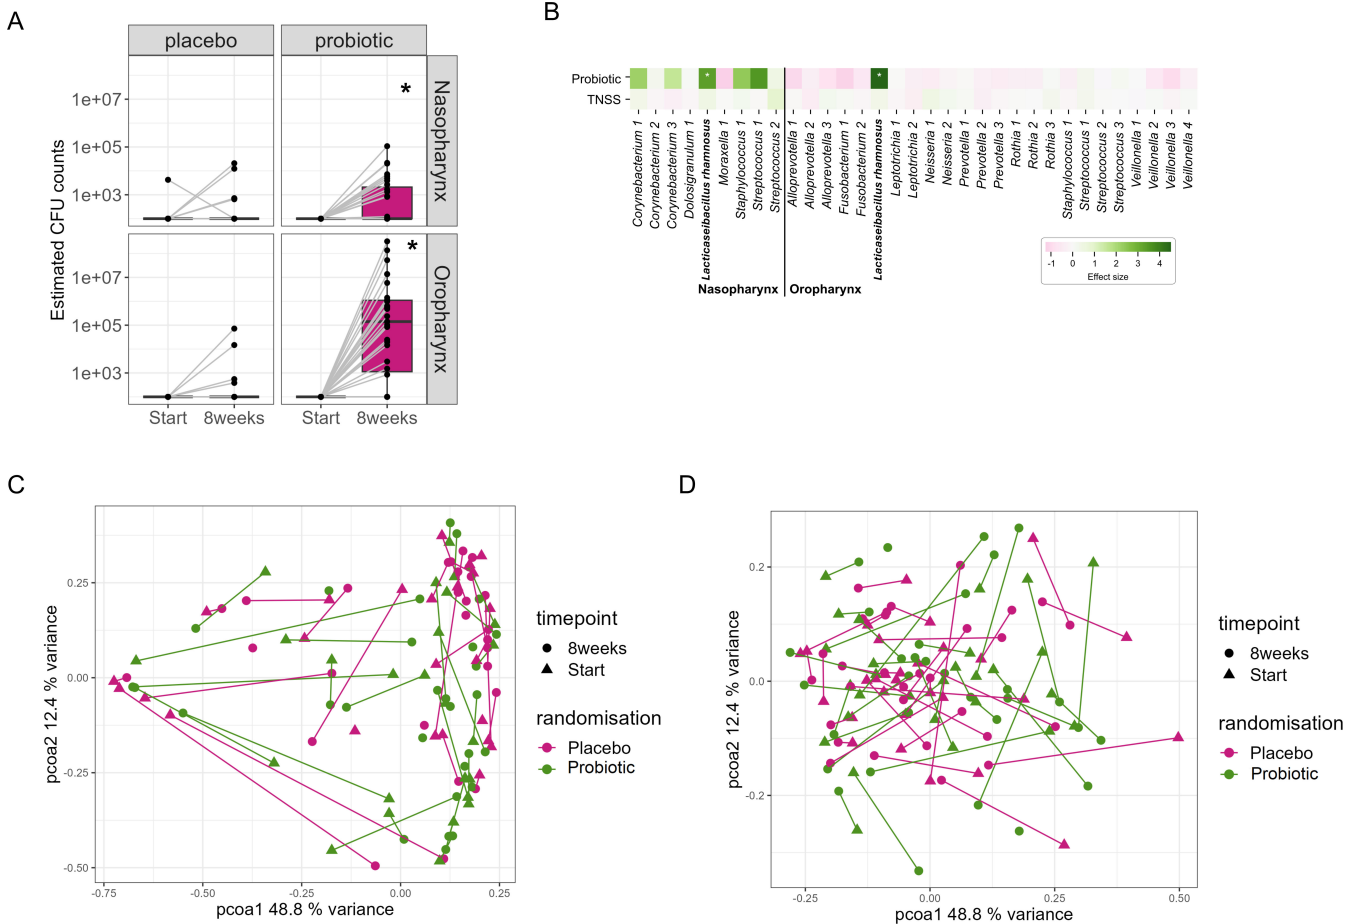 A
placebo
probiotic
Estimated CFU counts
1e+07
1e+05
1e+03
*
Nasopharynx
1e+07
1e+05
1e+03
*
Oropharynx
Start
8weeks
Start
8weeks
B
Probiotic
TNSS
*
*
Corynebacterium 1
Corynebacterium 2
Corynebacterium 3
Dolosigranulum 1
Lacticaseibacillus rhamnosus
Moraxella 1
Staphylococcus 1
Streptococcus 1
Streptococcus 2
Alloprevotella 1
Alloprevotella 2
Alloprevotella 3
Fusobacterium 1
Fusobacterium 2
Lacticaseibacillus rhamnosus
Leptotrichia 1
Leptotrichia 2
Neisseria 1
Neisseria 2
Prevotella 1
Prevotella 2
Prevotella 3
Rothia 1
Rothia 2
Rothia 3
Staphylococcus 1
Streptococcus 1
Streptococcus 2
Streptococcus 3
Veillonella 1
Veillonella 2
Veillonella 3
Veillonella 4
Nasopharynx
Oropharynx
-1 0 1 2 3 4
Effect size
C
pcoa2 12.4 % variance
0.25
0.00
-0.25
-0.50
-0.75
-0.50
-0.25
0.00
0.25
pcoa1 48.8 % variance
timepoint
8weeks
Start
randomisation
Placebo
Probiotic
D
pcoa2 12.4 % variance
0.2
0.0
-0.2
-0.25
0.00
0.25
0.50
pcoa1 48.8 % variance
timepoint
8weeks
Start
randomisation
Placebo
Probiotic